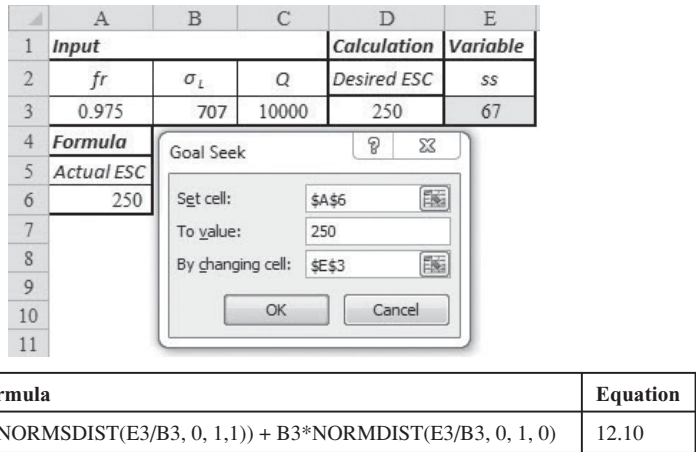 A B C D E
1 Input Calculation Variable
2 fr σL Q Desired ESC ss
3 0.975 707 10000 250 67
4 Formula
5 Actual ESC
6 250
7
8
9
10
11
Goal Seek
Set cell: $A$6
To value: 250
By changing cell: $E$3
OK Cancel
rmula Equation
NORMSDIST(E3/B3, 0, 1,1)) + B3*NORMDIST(E3/B3, 0, 1, 0) 12.10